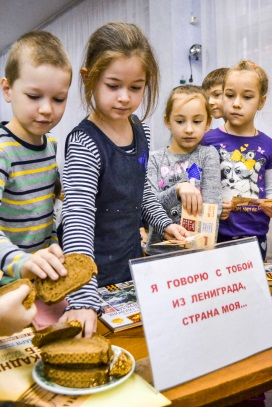 Я ГОВОРЮ С ТОБОЙ
ИЗ ЛЕНИНГРАДА,
СТРАНА МОЯ...